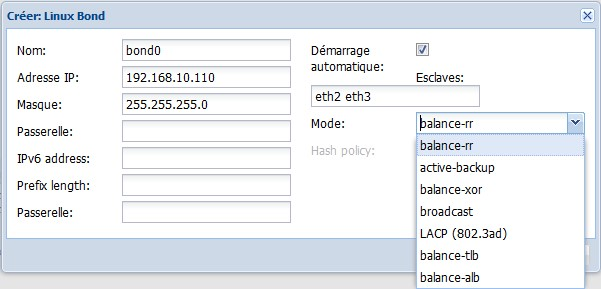 Créer: Linux Bond
Nom: bond0
Adresse IP: 192.168.10.110
Masque: 255.255.255.0
Passerelle:
IPv6 address:
Prefix length:
Passerelle:
Démarrage
automatique:
Esclaves:
eth2 eth3
Mode: balance-rr
Hash policy:
balance-rr
active-backup
balance-xor
broadcast
LACP (802.3ad)
balance-tlb
balance-alb